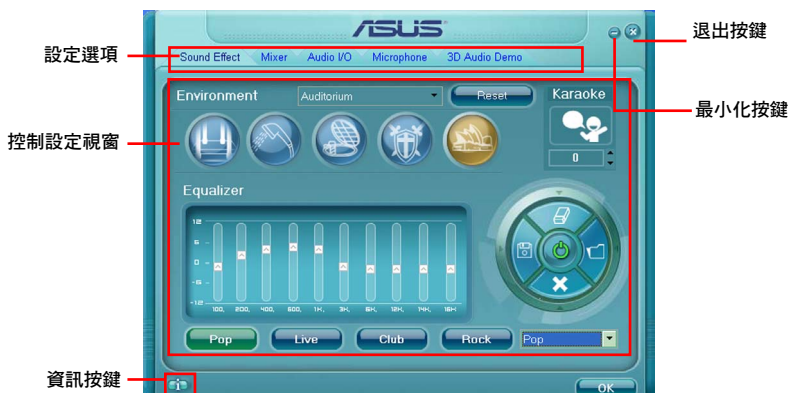 ASUS
退出按鍵
設定選項
Sound Effect Mixer Audio I/O Microphone 3D Audio Demo
最小化按鍵
Environment Auditorium Reset Karaoke
控制設定視窗
0
Equalizer
12
6
0
-6
-12
100, 200, 400, 600, 1K, 3K, 6K, 12K, 14K, 16K
Pop Live Club Rock Pop
資訊按鍵
i
OK